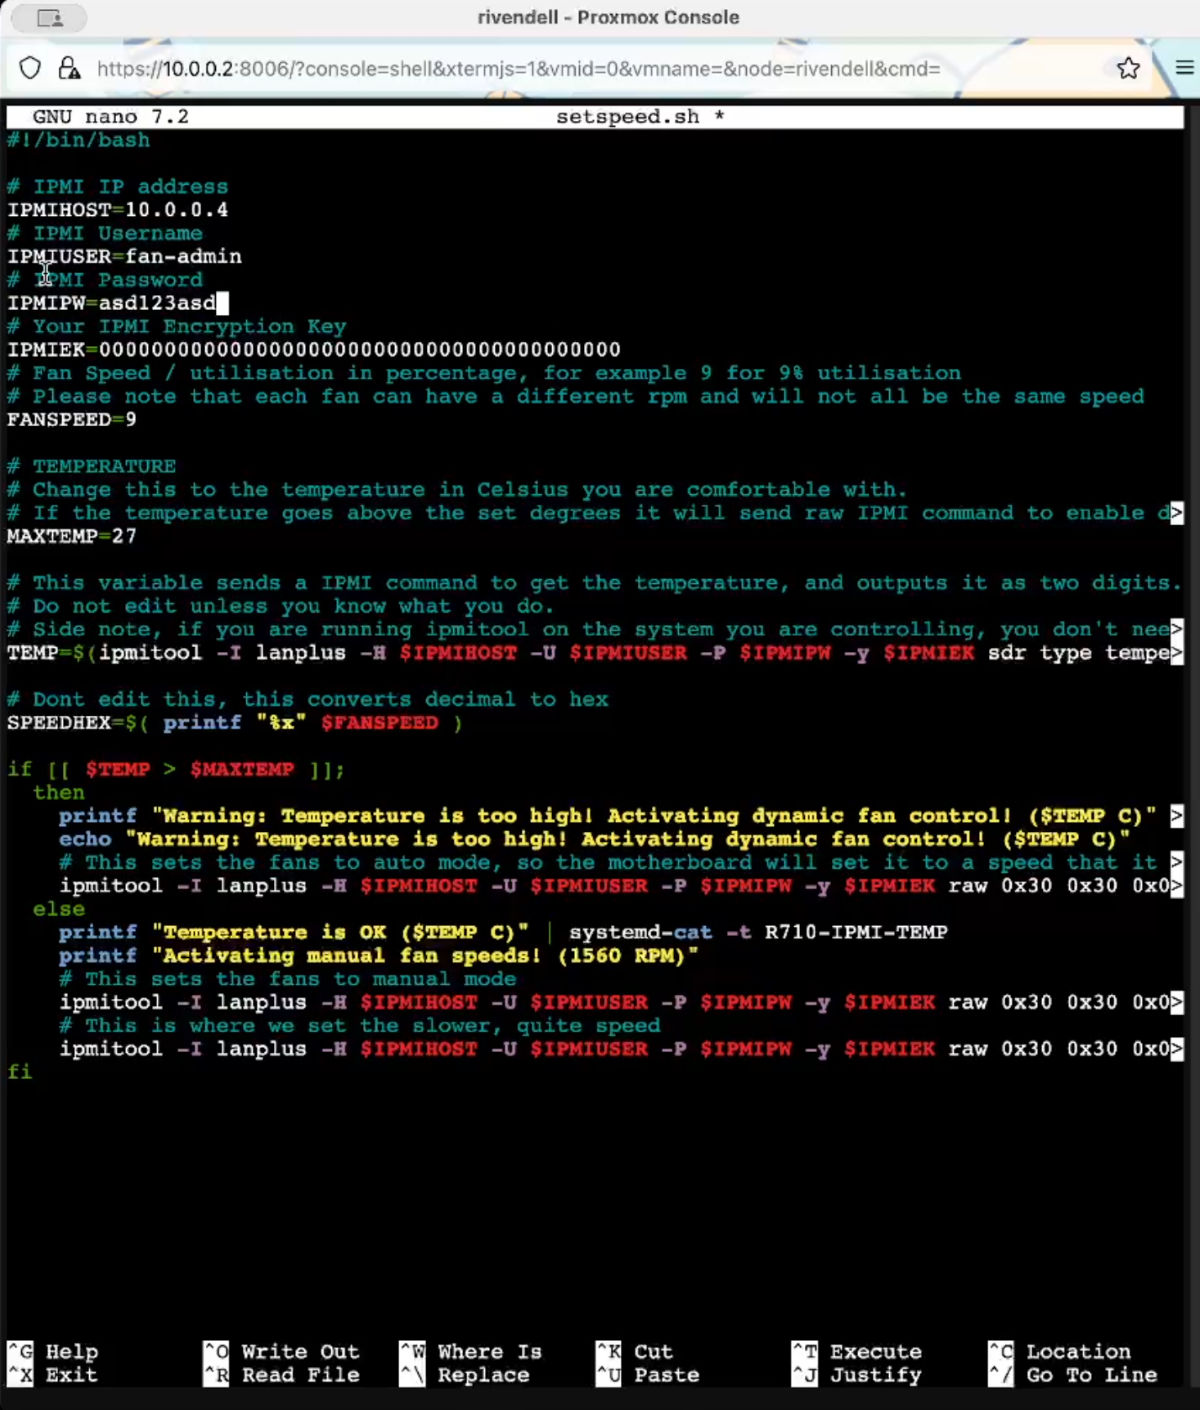 rivendell - Proxmox Console
https://10.0.0.2:8006/?console=shell&xtermjs=1&vmid=0&vmname=&node=rivendell&cmd=
GNU nano 7.2 setspeed.sh *
#!/bin/bash
# IPMI IP address
IPMIHOST=10.0.0.4
# IPMI Username
IPMIUSER=fan-admin
# IPMI Password
IPMIPW=asd123asd
# Your IPMI Encryption Key
IPMIEK=0000000000000000000000000000000000000000
# Fan Speed / utilisation in percentage, for example 9 for 9% utilisation
# Please note that each fan can have a different rpm and will not all be the same speed
FANSPEED=9
# TEMPERATURE
# Change this to the temperature in Celsius you are comfortable with.
# If the temperature goes above the set degrees it will send raw IPMI command to enable d>
MAXTEMP=27
# This variable sends a IPMI command to get the temperature, and outputs it as two digits.
# Do not edit unless you know what you do.
# Side note, if you are running ipmitool on the system you are controlling, you don't nee>
TEMP=$(ipmitool -I lanplus -H $IPMIHOST -U $IPMIUSER -P $IPMIPW -y $IPMIEK sdr type tempe>
# Dont edit this, this converts decimal to hex
SPEEDHEX=$( printf "%x" $FANSPEED )
if [[ $TEMP > $MAXTEMP ]];
then
printf "Warning: Temperature is too high! Activating dynamic fan control! ($TEMP C)" >
echo "Warning: Temperature is too high! Activating dynamic fan control! ($TEMP C)"
# This sets the fans to auto mode, so the motherboard will set it to a speed that it >
ipmitool -I lanplus -H $IPMIHOST -U $IPMIUSER -P $IPMIPW -y $IPMIEK raw 0x30 0x30 0x0>
else
printf "Temperature is OK ($TEMP C)" | systemd-cat -t R710-IPMI-TEMP
printf "Activating manual fan speeds! (1560 RPM)"
# This sets the fans to manual mode
ipmitool -I lanplus -H $IPMIHOST -U $IPMIUSER -P $IPMIPW -y $IPMIEK raw 0x30 0x30 0x0>
# This is where we set the slower, quite speed
ipmitool -I lanplus -H $IPMIHOST -U $IPMIUSER -P $IPMIPW -y $IPMIEK raw 0x30 0x30 0x0>
fi
^G Help ^O Write Out ^W Where Is ^K Cut ^T Execute ^C Location
^X Exit ^R Read File ^\ Replace ^U Paste ^J Justify ^/ Go To Line